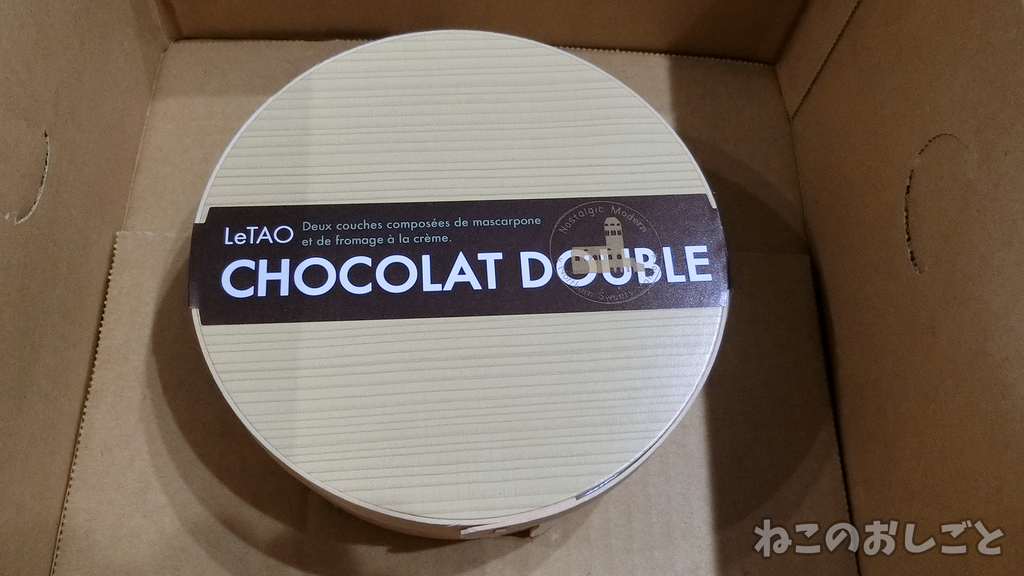 LeTAO
Deux couches composées de mascarpone
et de fromage à la crème.
CHOCOLAT DOUBLE
Nostalgic Modern
ねこのおしごと